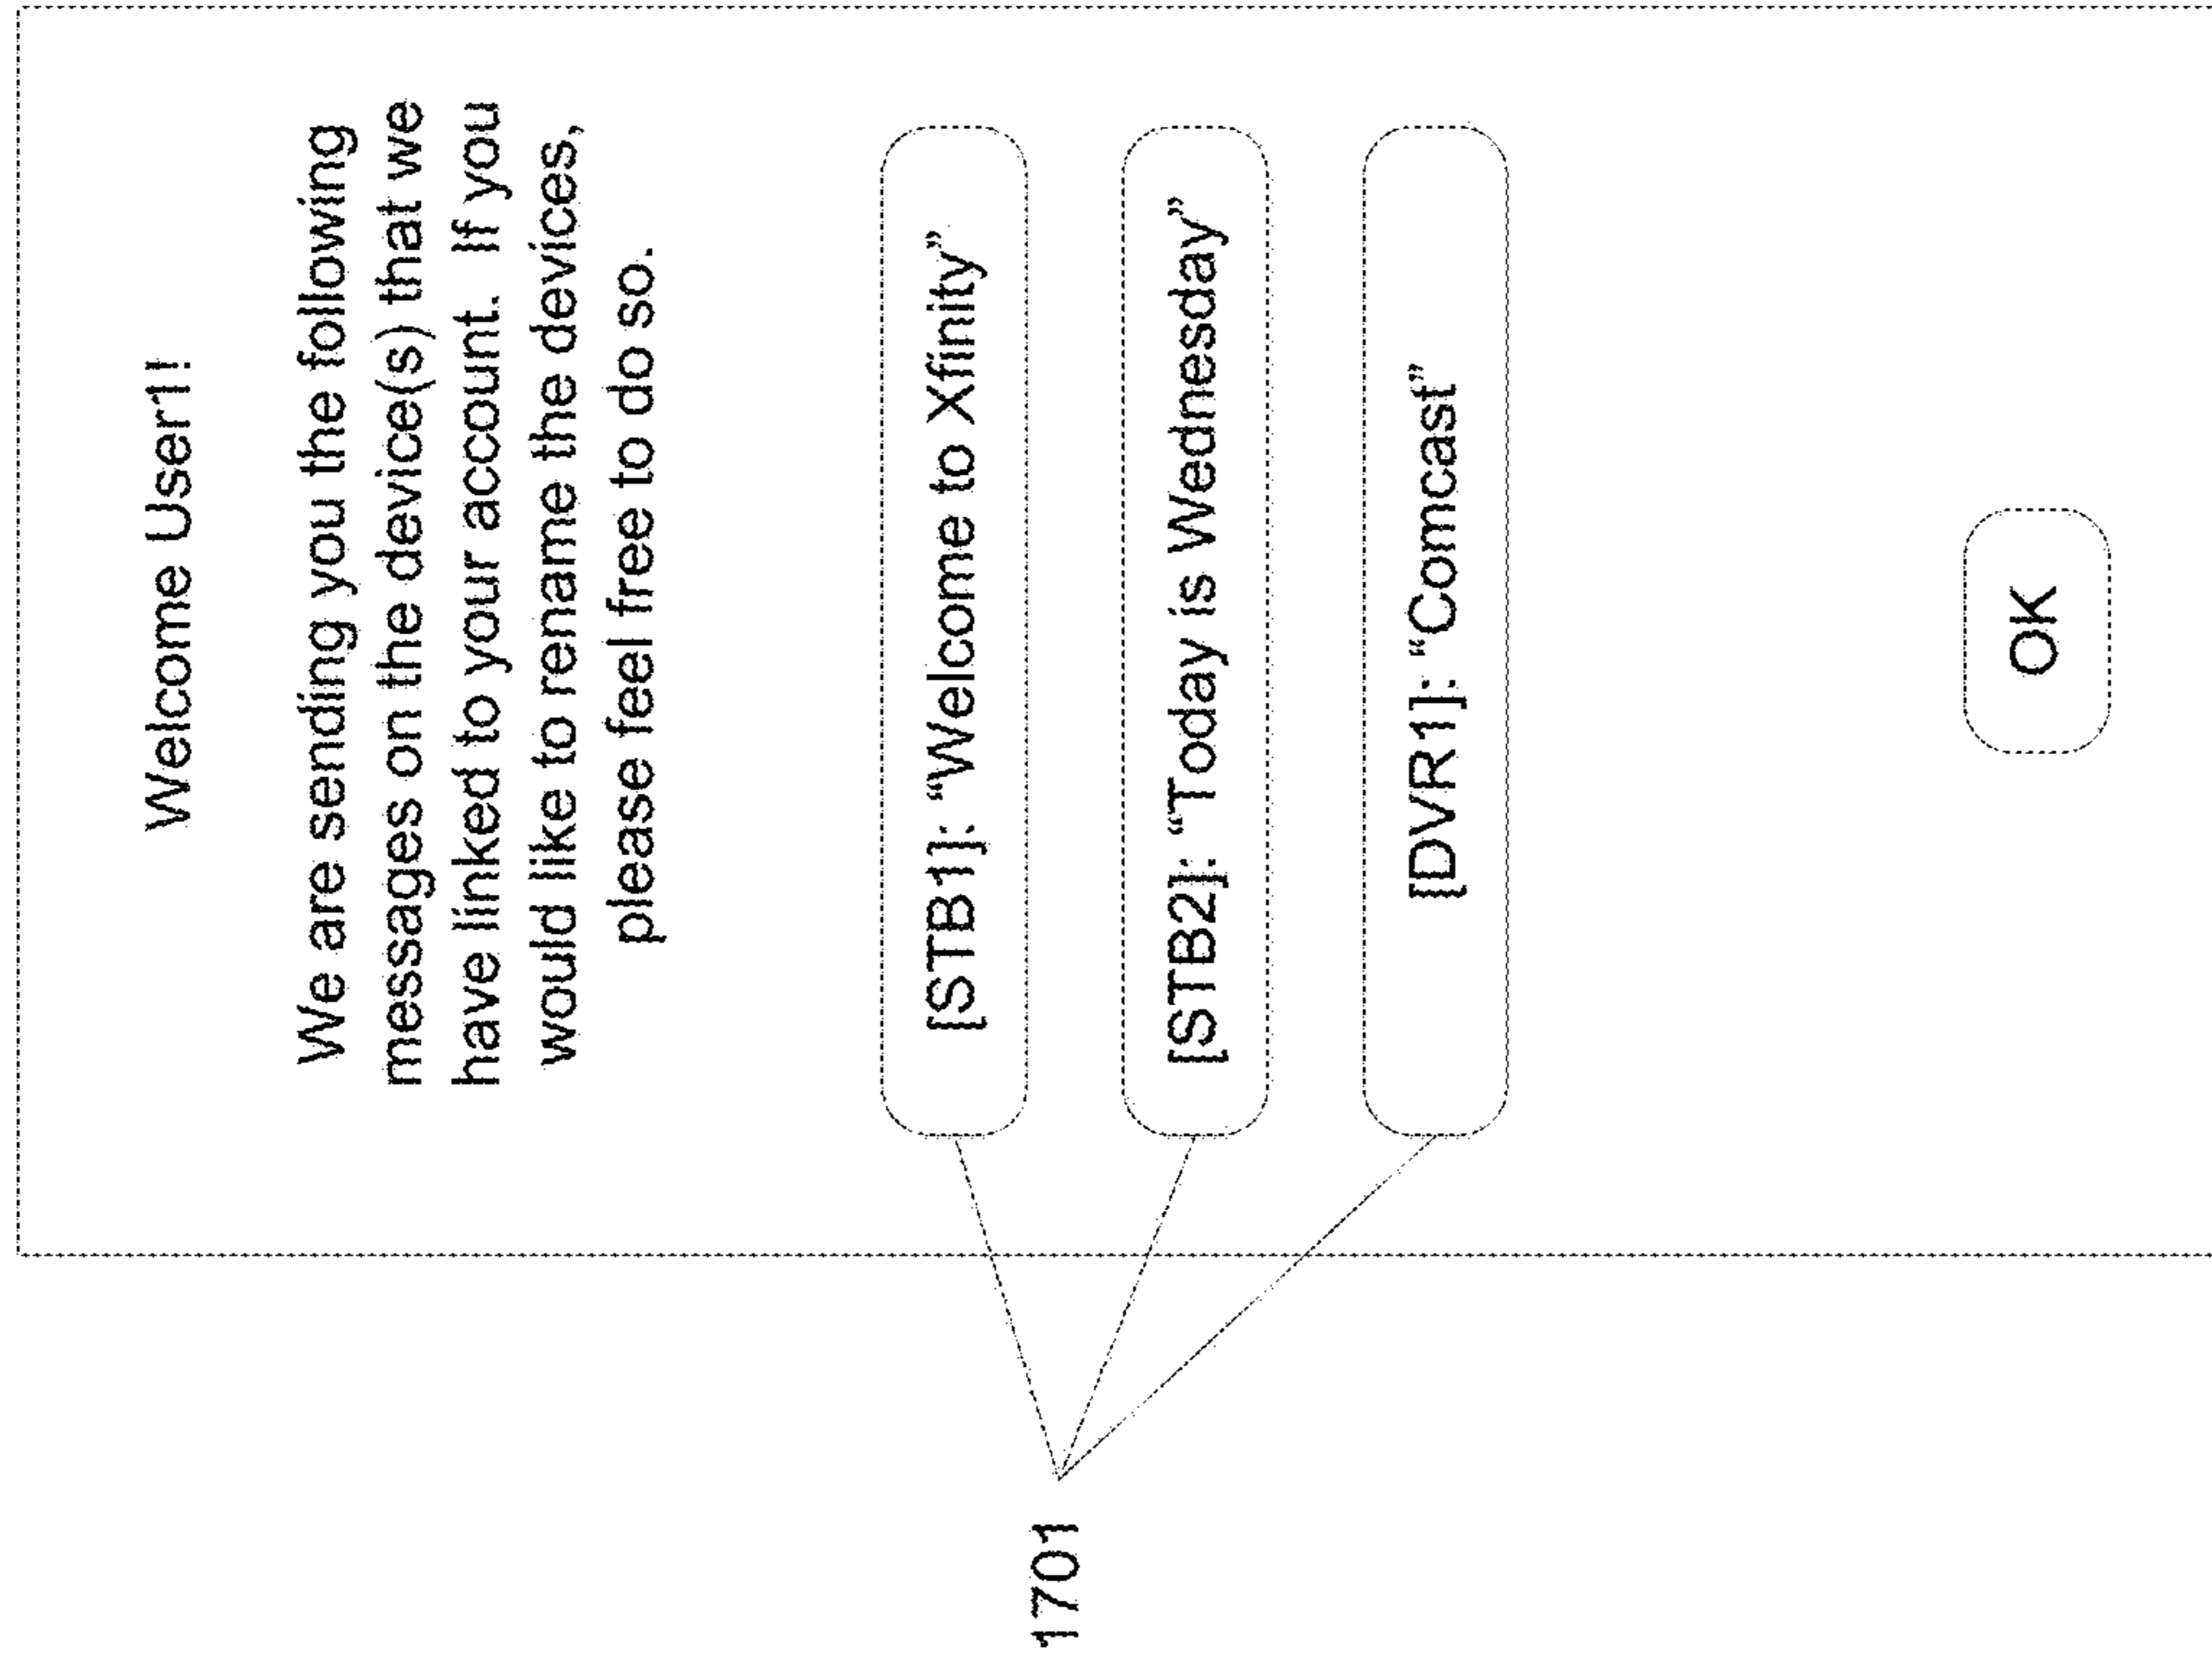 Welcome User1!
We are sending you the following
messages on the device(s) that we
have linked to your account.  If you
would like to rename the devices,
please feel free to do so.
[STB1]: “Welcome to Xfinity”
[STB2]: “Today is Wednesday”
[DVR1]: “Comcast”
1701
OK